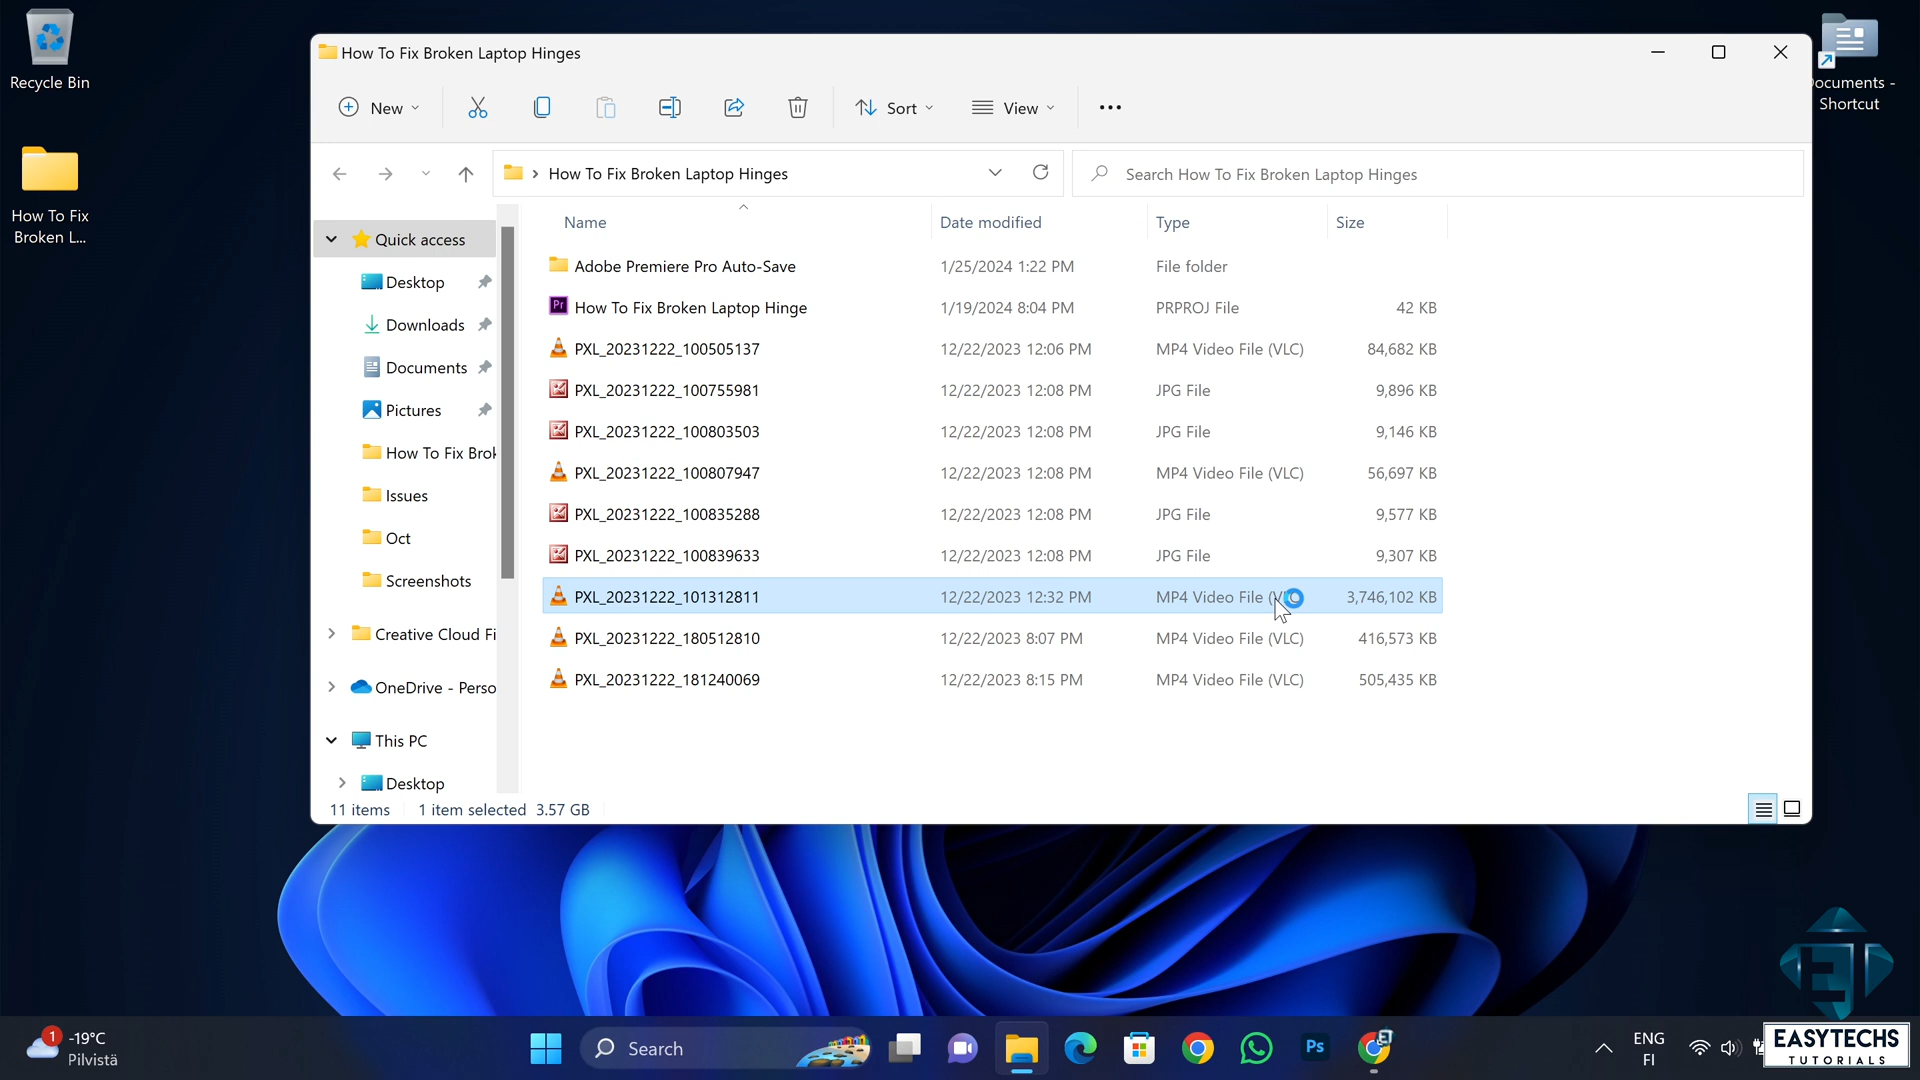 Recycle Bin
How To Fix
Broken L...
ocuments -
Shortcut
How To Fix Broken Laptop Hinges
New
Sort
View
How To Fix Broken Laptop Hinges
Search How To Fix Broken Laptop Hinges
Name Date modified Type Size
Quick access
Desktop
Downloads
Documents
Pictures
How To Fix Brok
Issues
Oct
Screenshots
Creative Cloud Fi
OneDrive - Perso
This PC
Desktop
Adobe Premiere Pro Auto-Save 1/25/2024 1:22 PM File folder
Pr How To Fix Broken Laptop Hinge 1/19/2024 8:04 PM PRPROJ File 42 KB
PXL_20231222_100505137 12/22/2023 12:06 PM MP4 Video File (VLC) 84,682 KB
PXL_20231222_100755981 12/22/2023 12:08 PM JPG File 9,896 KB
PXL_20231222_100803503 12/22/2023 12:08 PM JPG File 9,146 KB
PXL_20231222_100807947 12/22/2023 12:08 PM MP4 Video File (VLC) 56,697 KB
PXL_20231222_100835288 12/22/2023 12:08 PM JPG File 9,577 KB
PXL_20231222_100839633 12/22/2023 12:08 PM JPG File 9,307 KB
PXL_20231222_101312811 12/22/2023 12:32 PM MP4 Video File 3,746,102 KB
PXL_20231222_180512810 12/22/2023 8:07 PM MP4 Video File (VLC) 416,573 KB
PXL_20231222_181240069 12/22/2023 8:15 PM MP4 Video File (VLC) 505,435 KB
11 items 1 item selected 3.57 GB
1
-19°C
Pilvistä
Search
Ps
ENG
FI
ET
EASYTECHS
TUTORIALS